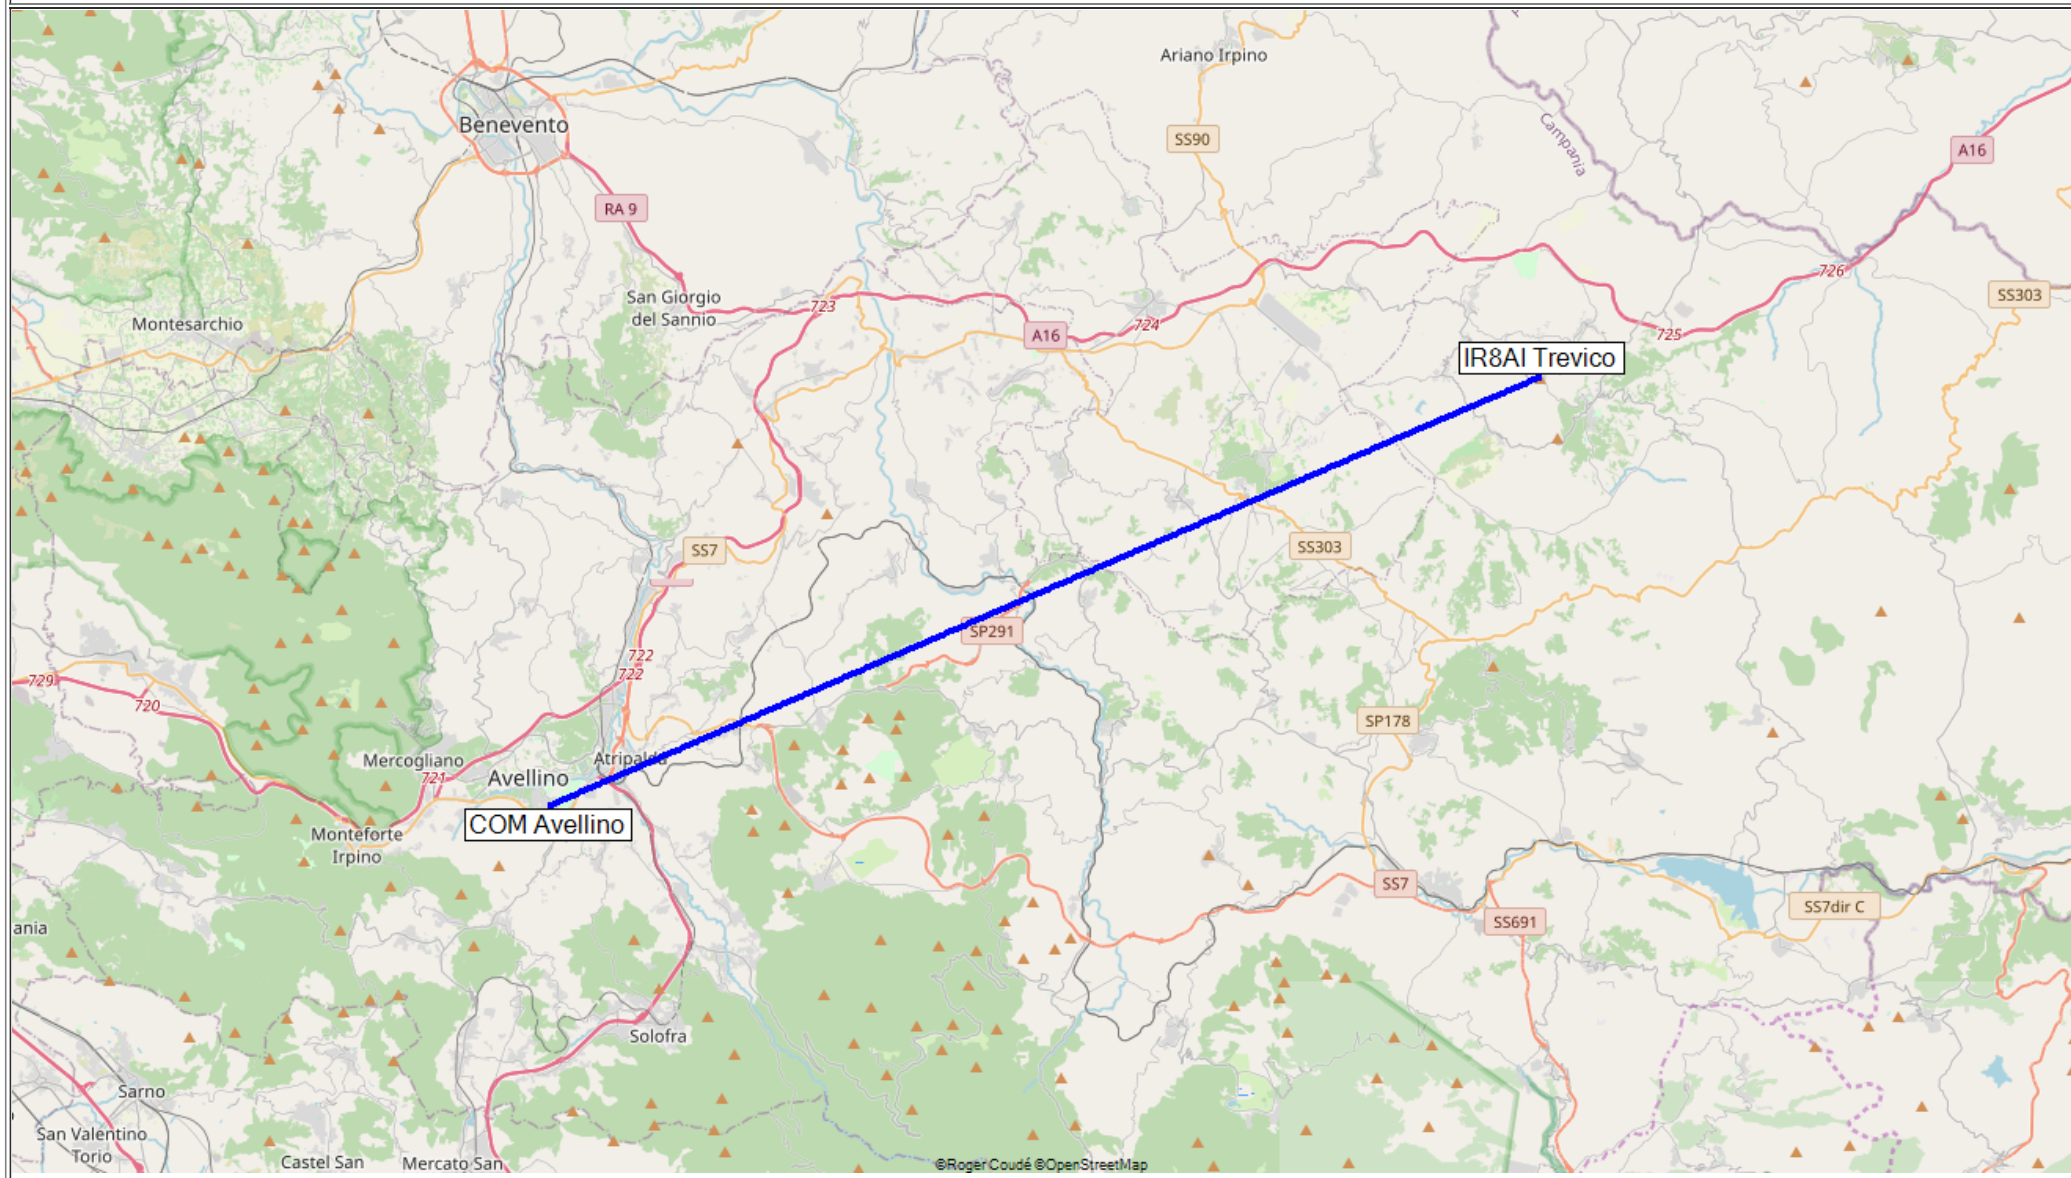 Ariano Irpino
Benevento
SS90
Campania
A16
RA 9
726
San Giorgio
del Sannio
SS303
723
Montesarchio
724
A16
725
IR8AI Trevico
SS7
SS303
SP291
722
722
729
720
SP178
Mercogliano
Atripalda
721
Avellino
COM Avellino
Monteforte
Irpino
SS7
SS7dir C
SS691
ania
Solofra
Sarno
San Valentino
Torio
Castel San
Mercato San
©Roger Coudé ©OpenStreetMap